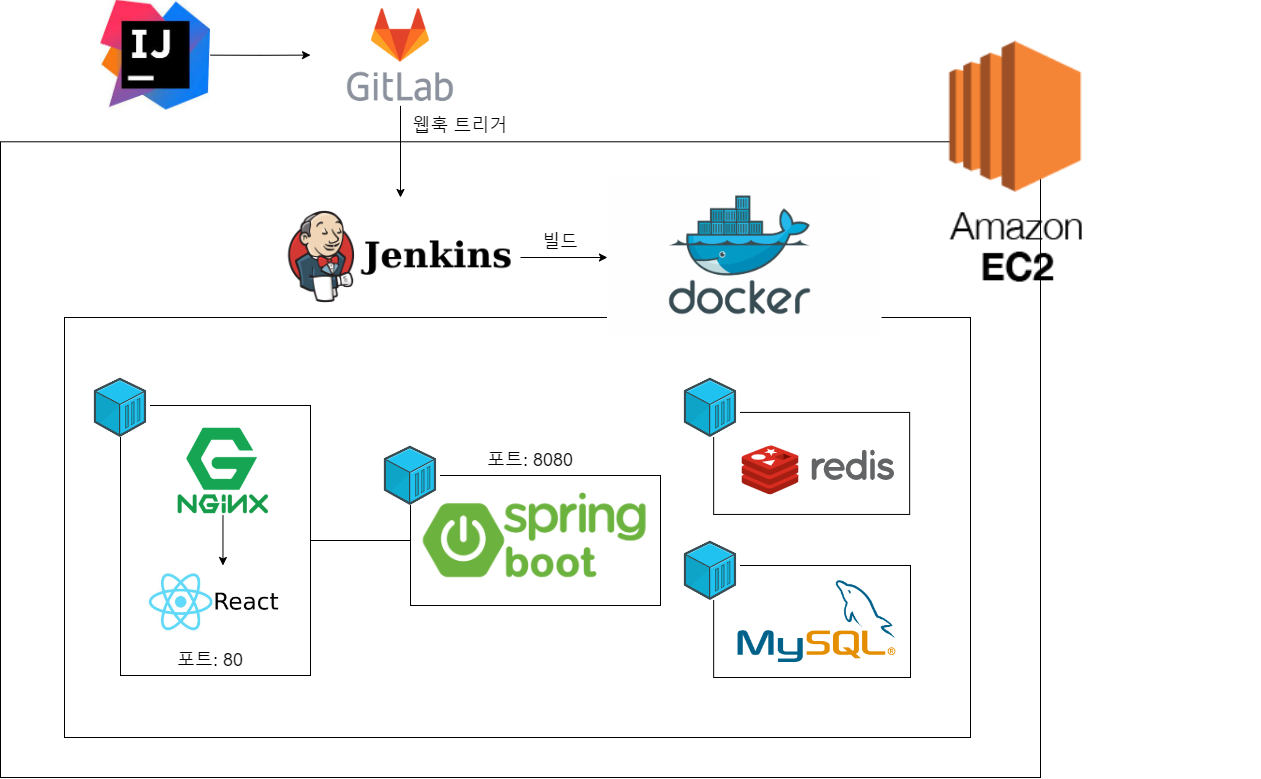 IJ
GitLab
웹훅 트리거
Jenkins
빌드
docker
Amazon
EC2
NGiNX
React
포트: 80
포트: 8080
spring
boot
redis
MySQL®